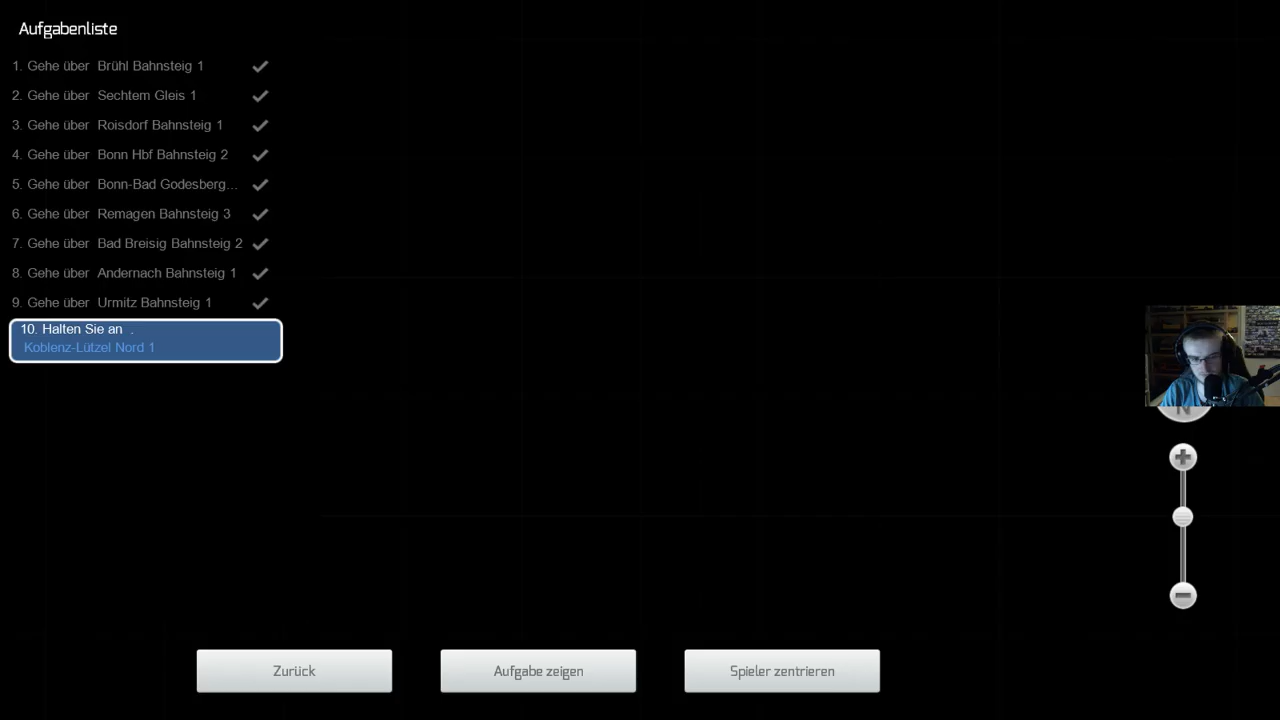 Aufgabenliste
1. Gehe über Brühl Bahnsteig 1
2. Gehe über Sechtem Gleis 1
3. Gehe über Roisdorf Bahnsteig 1
4. Gehe über Bonn Hbf Bahnsteig 2
5. Gehe über Bonn-Bad Godesberg...
6. Gehe über Remagen Bahnsteig 3
7. Gehe über Bad Breisig Bahnsteig 2
8. Gehe über Andernach Bahnsteig 1
9. Gehe über Urmitz Bahnsteig 1
10. Halten Sie an .
Koblenz-Lützel Nord 1
N
Zurück
Aufgabe zeigen
Spieler zentrieren